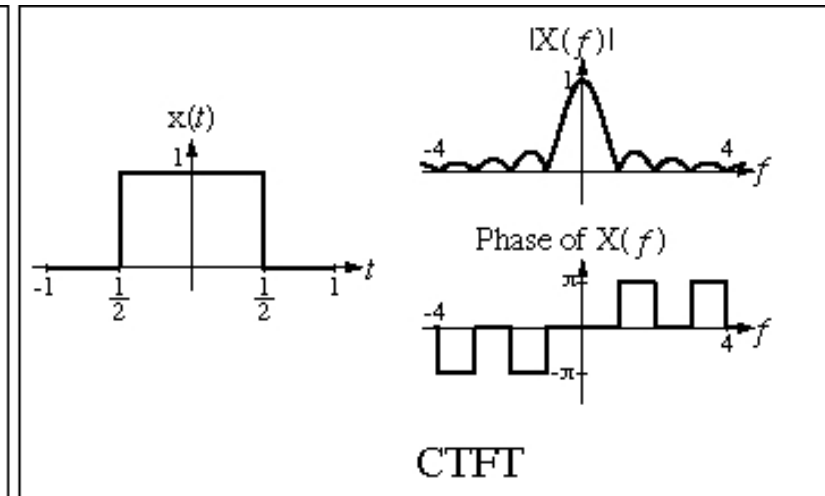 x(t)
1
-1 1/2 1/2 1 t
|X(f)|
1
-4 4
f
Phase of X(f)
π
-4
4 f
-π
CTFT